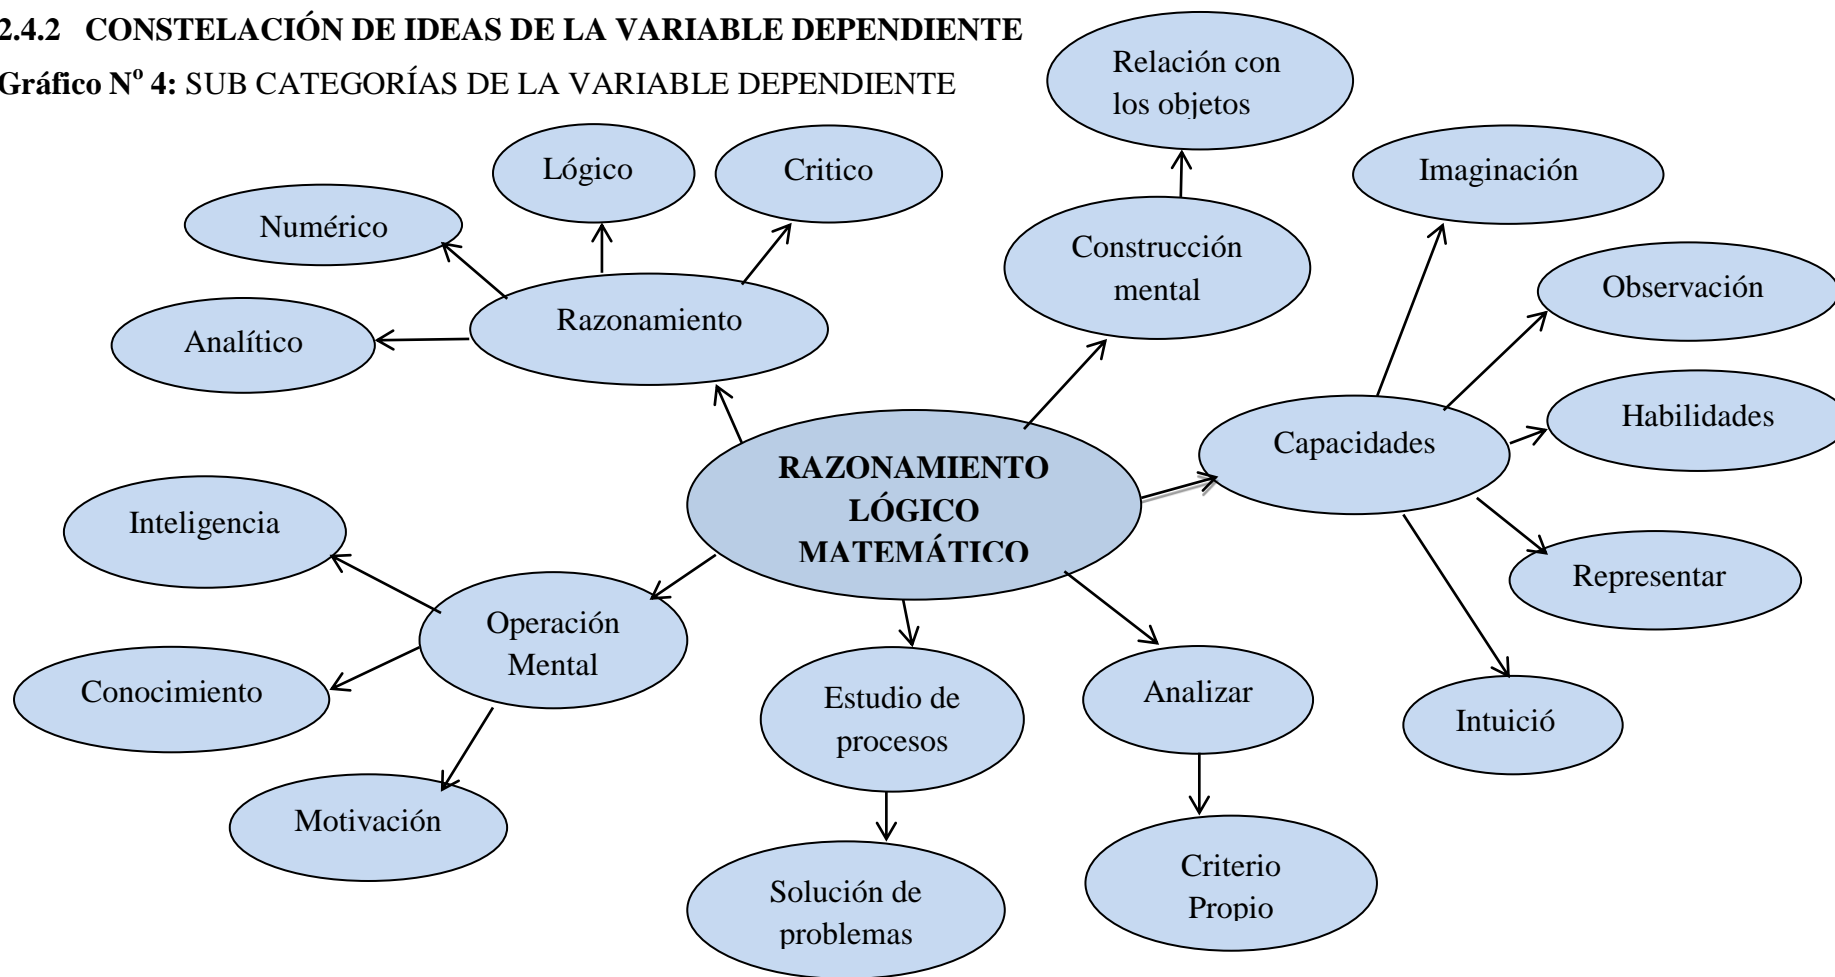 2.4.2 CONSTELACIÓN DE IDEAS DE LA VARIABLE DEPENDIENTE
Gráfico Nº 4: SUB CATEGORÍAS DE LA VARIABLE DEPENDIENTE
Relación con
los objetos
Lógico
Critico
Imaginación
Numérico
Construcción
mental
Observación
Analítico
Razonamiento
Habilidades
Capacidades
RAZONAMIENTO
LÓGICO
MATEMÁTICO
Inteligencia
Representar
Operación
Mental
Conocimiento
Estudio de
procesos
Analizar
Intuició
Motivación
Solución de
problemas
Criterio
Propio